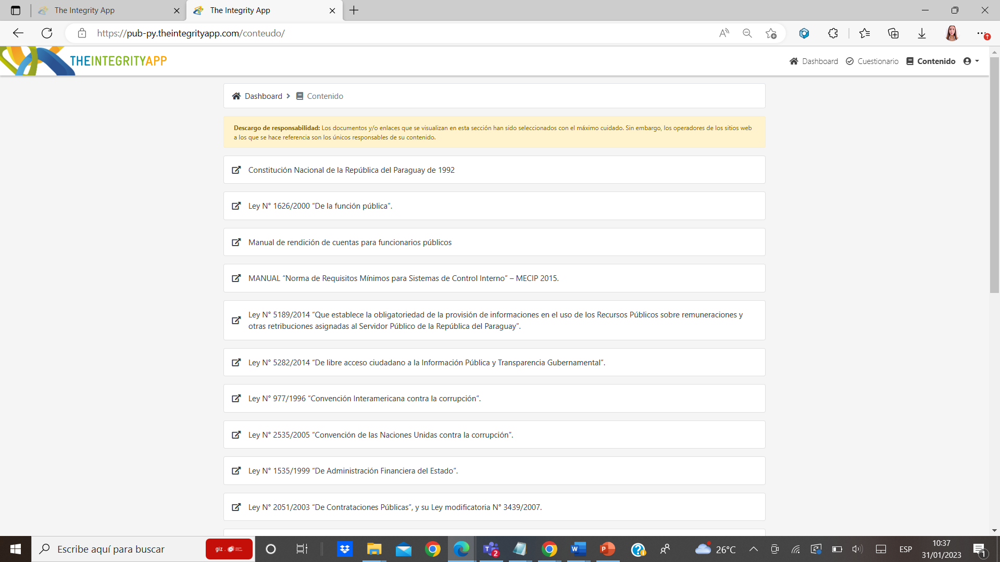 The Integrity App
The Integrity App
https://pub-py.theintegrityapp.com/conteudo/
THEINTEGRITYAPP
Dashboard
Cuestionario
Contenido
Dashboard
Contenido
Descargo de responsabilidad: Los documentos y/o enlaces que se visualizan en esta sección han sido seleccionados con el máximo cuidado. Sin embargo, los operadores de los sitios web
a los que se hace referencia son los únicos responsables de su contenido.
Constitución Nacional de la República del Paraguay de 1992
Ley N° 1626/2000 “De la función pública”.
Manual de rendición de cuentas para funcionarios públicos
MANUAL “Norma de Requisitos Mínimos para Sistemas de Control Interno” – MECIP 2015.
Ley N° 5189/2014 “Que establece la obligatoriedad de la provisión de informaciones en el uso de los Recursos Públicos sobre remuneraciones y
otras retribuciones asignadas al Servidor Público de la República del Paraguay”.
Ley N° 5282/2014 “De libre acceso ciudadano a la Información Pública y Transparencia Gubernamental”.
Ley N° 977/1996 “Convención Interamericana contra la corrupción”.
Ley N° 2535/2005 “Convención de las Naciones Unidas contra la corrupción”.
Ley N° 1535/1999 “De Administración Financiera del Estado”.
Ley N° 2051/2003 “De Contrataciones Públicas”, y su Ley modificatoria N° 3439/2007.
Escribe aquí para buscar
giz
2
26°C
ESP
10:37
31/01/2023
1